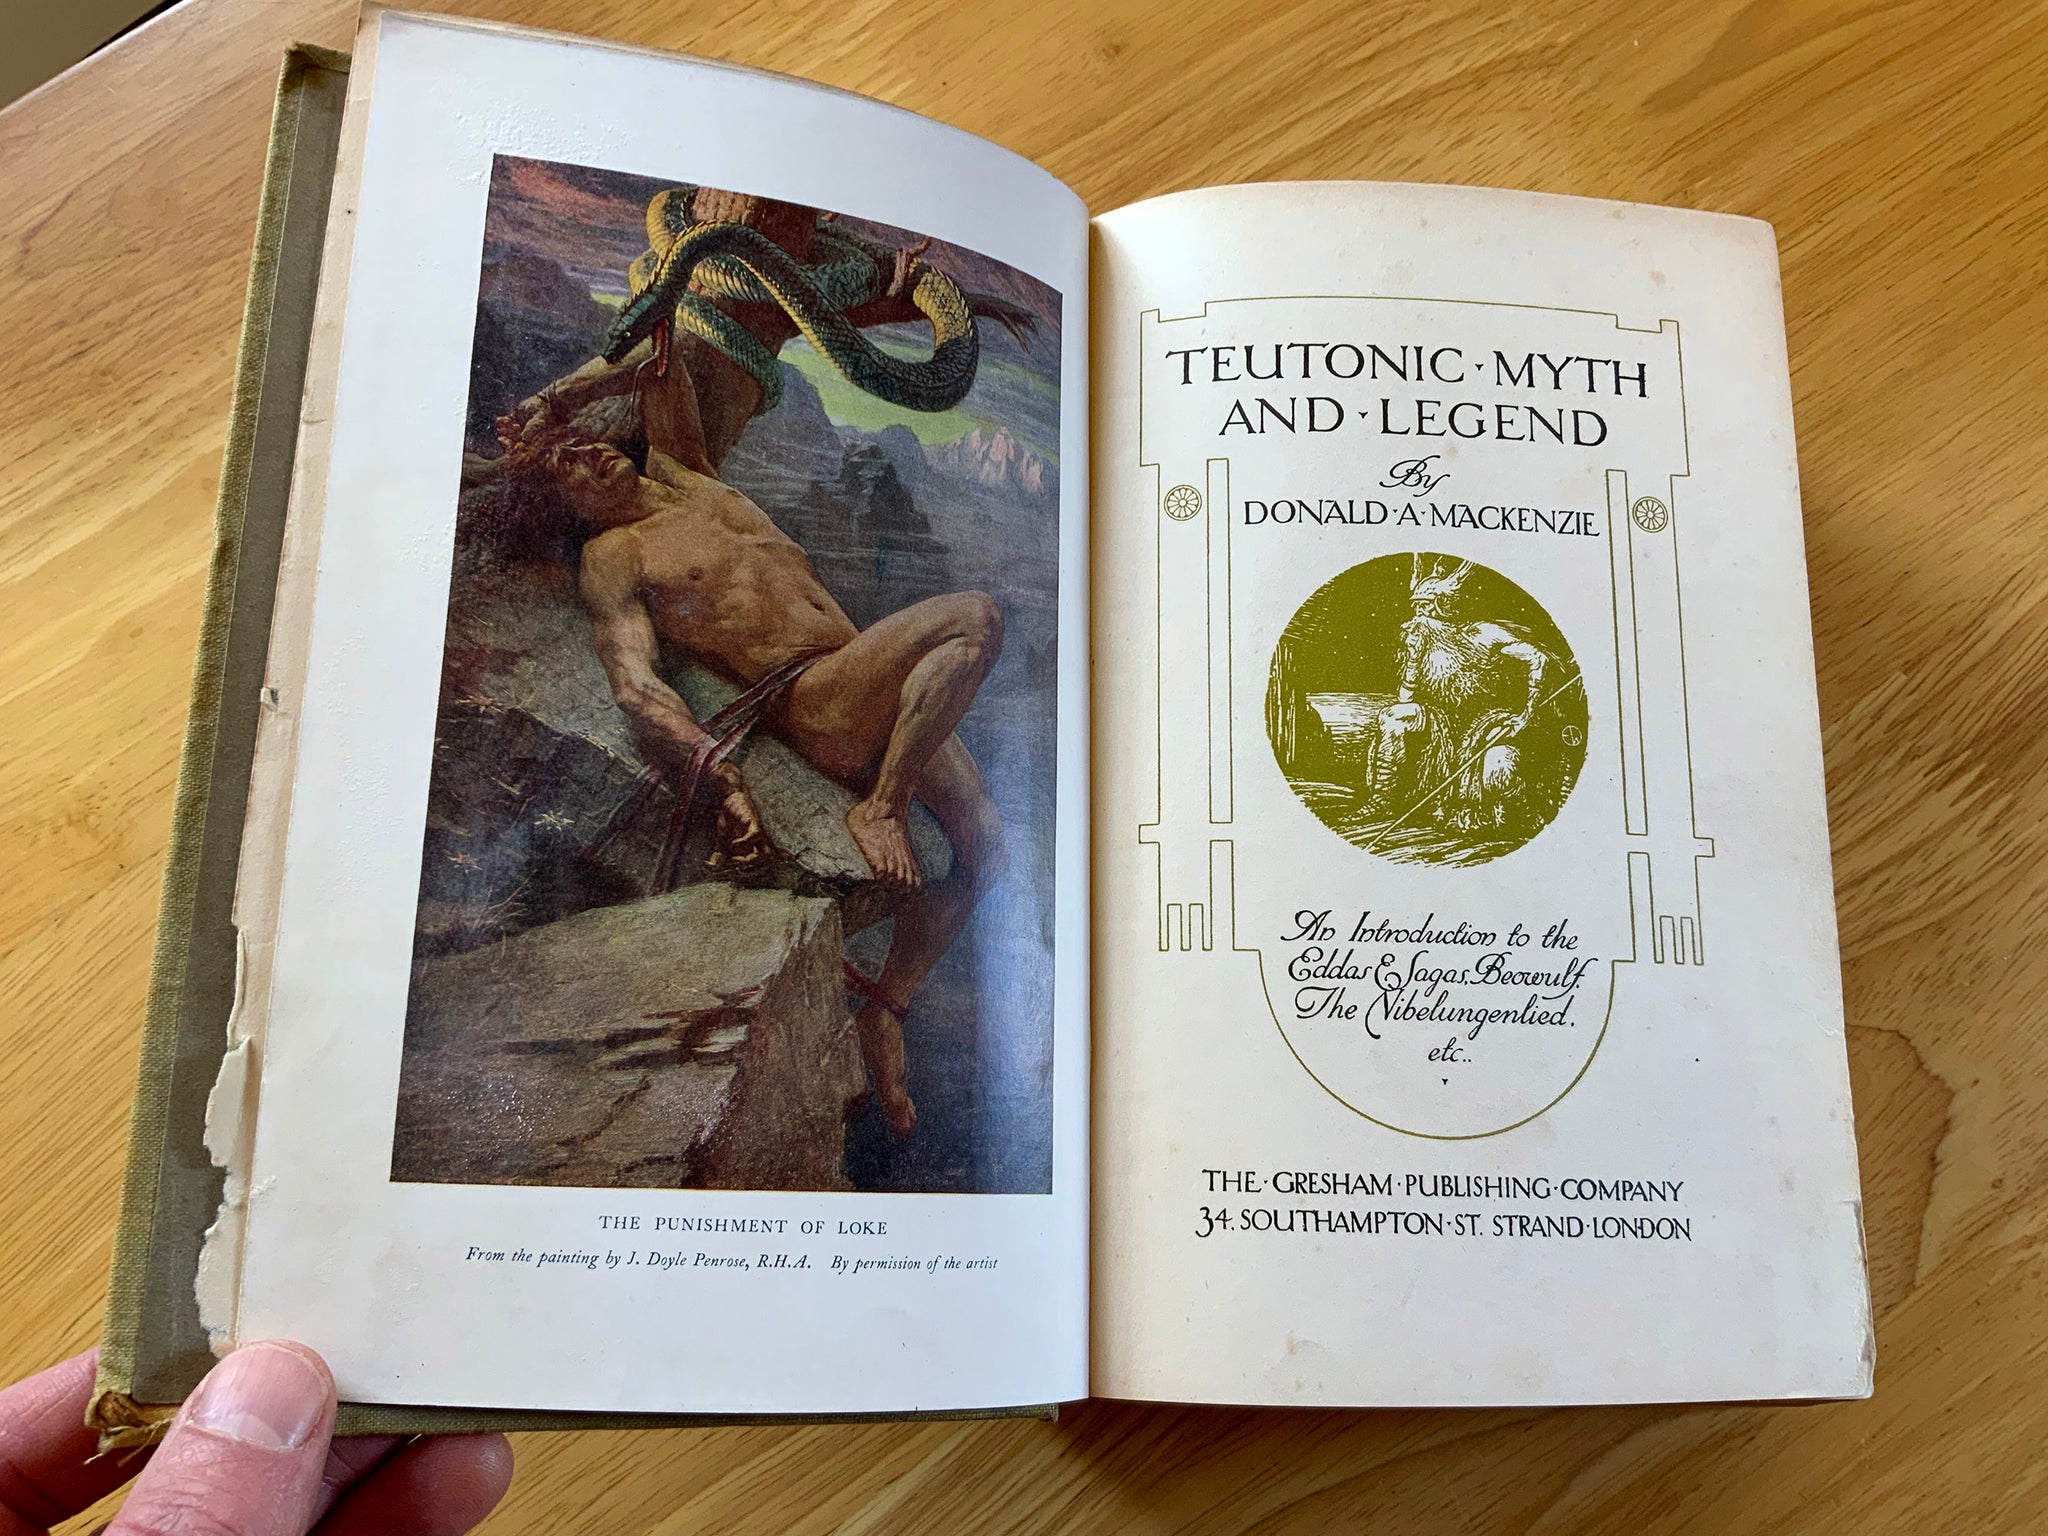 THE PUNISHMENT OF LOKE
From the painting by J. Doyle Penrose, R.H.A. By permission of the artist
TEUTONIC · MYTH
AND · LEGEND
By
DONALD · A · MACKENZIE
An Introduction to the
Eddas & Sagas, Beowulf,
The Nibelungenlied,
etc..
THE · GRESHAM · PUBLISHING · COMPANY
34, SOUTHAMPTON · ST. STRAND · LONDON